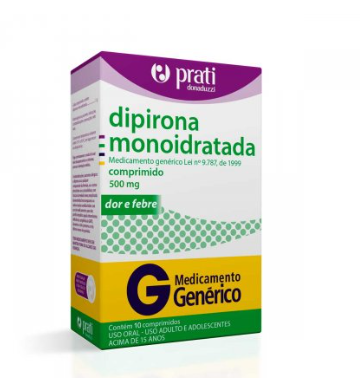 prati
donaduzzi
dipirona
monoidratada
Medicamento genérico Lei nº 9.787, de 1999
comprimido
500 mg
dor e febre
G Medicamento
Genérico
Contém 10 comprimidos
USO ORAL - USO ADULTO E ADOLESCENTES
ACIMA DE 15 ANOS
prati
donaduzzi